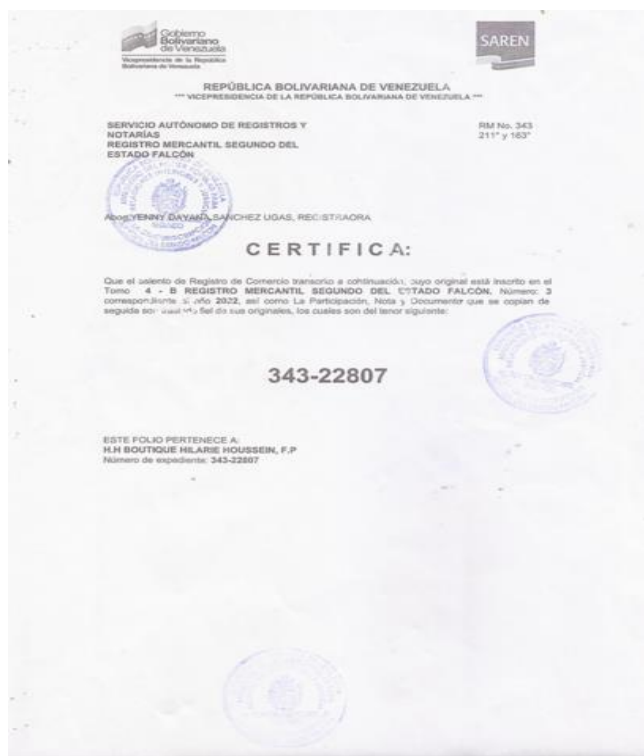 Gobierno
Bolivariano
de Venezuela
Vicepresidencia de la República
Bolivariana de Venezuela
SAREN
REPÚBLICA BOLIVARIANA DE VENEZUELA
*** VICEPRESIDENCIA DE LA REPÚBLICA BOLIVARIANA DE VENEZUELA ***
SERVICIO AUTÓNOMO DE REGISTROS Y
NOTARÍAS
REGISTRO MERCANTIL SEGUNDO DEL
ESTADO FALCÓN
RM No. 343
211° y 163°
Abog. YENNY DAYANA SANCHEZ UGAS, REGISTRAORA
CERTIFICA:
Que el asiento de Registro de Comercio transcrito a continuación, cuyo original está inscrito en el
Tomo : 4 - B REGISTRO MERCANTIL SEGUNDO DEL ESTADO FALCÓN. Número: 3
correspondiente al año 2022, así como La Participación, Nota y Documento que se copian de
seguida son fiel de sus originales, los cuales son del tenor siguiente:
343-22807
ESTE FOLIO PERTENECE A:
H.H BOUTIQUE HILARIE HOUSSEIN, F.P
Número de expediente: 343-22807